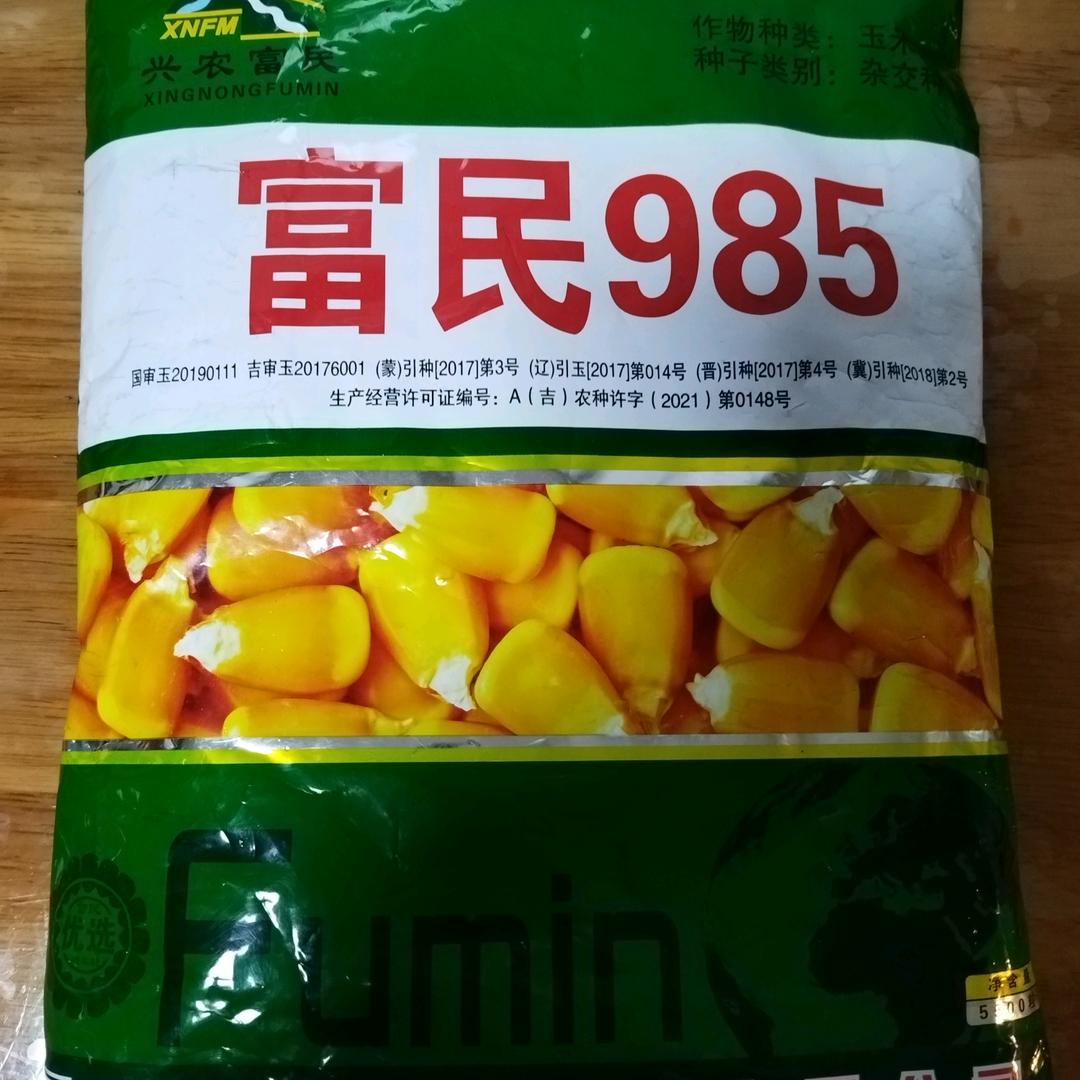 XNFM
兴农富民
XINGNONGFUMIN
作物种类：玉米
种子类别：杂交种
富民985
国审玉20190111 吉审玉20176001 (蒙)引种[2017]第3号 (辽)引玉[2017]第014号 (晋)引种[2017]第4号 (冀)引种[2018]第2号
生产经营许可证编号：A（吉）农种许字（2021）第0148号
Fumin
优选
净含量